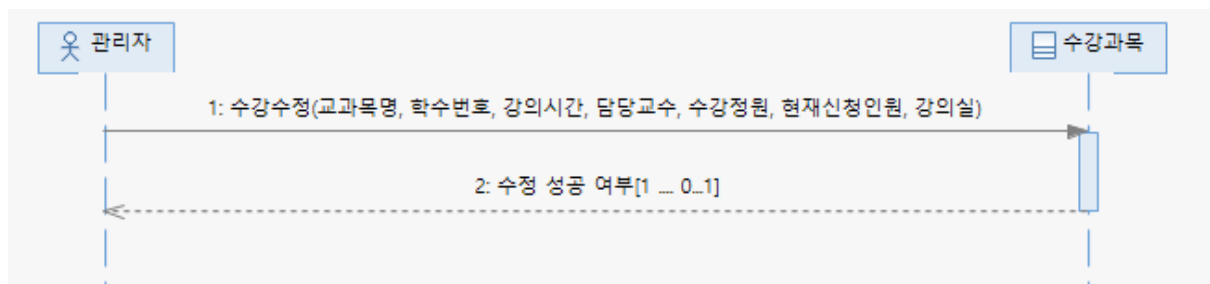 관리자
수강과목
1: 수강수정(교과목명, 학수번호, 강의시간, 담당교수, 수강정원, 현재신청인원, 강의실)
2: 수정 성공 여부[1 .... 0...1]